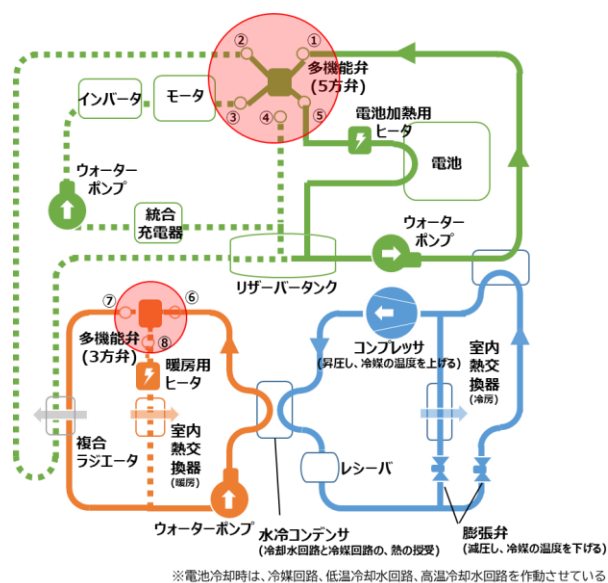 ② ①
多機能弁
(5方弁)
インバータ
モータ
③ ④ ⑤
電池加熱用
ヒータ
電池
ウォーター
ポンプ
統合
充電器
ウォーター
ポンプ
リザーバータンク
⑦ ⑥
多機能弁
(3方弁)
⑧
暖房用
ヒータ
コンプレッサ
(昇圧し、冷媒の温度を上げる)
室内
熱交
換器
(冷房)
複合
ラジエータ
室内
熱交
換器
(暖房)
レシーバ
ウォーターポンプ
水冷コンデンサ
(冷却水回路と冷媒回路の、熱の授受)
膨張弁
(減圧し、冷媒の温度を下げる)
※電池冷却時は、冷媒回路、低温冷却水回路、高温冷却水回路を作動させている